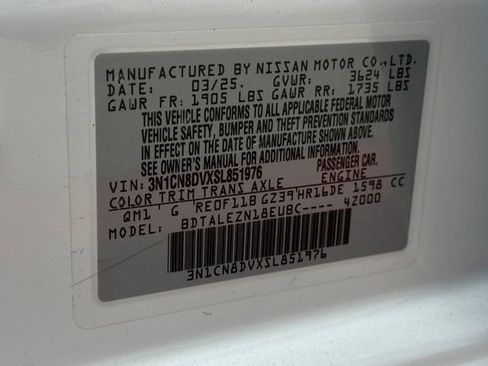 MANUFACTURED BY NISSAN MOTOR CO.,LTD.
DATE: 03/25. GVWR: 3624 LBS
GAWR FR: 1905 LBS GAWR RR: 1735 LBS
THIS VEHICLE CONFORMS TO ALL APPLICABLE FEDERAL MOTOR
VEHICLE SAFETY, BUMPER AND THEFT PREVENTION STANDARDS
IN EFFECT ON THE DATE OF MANUFACTURE SHOWN ABOVE.
SEE OWNER'S MANUAL FOR ADDITIONAL INFORMATION.
VIN: 3N1CN8DVXSL851976 PASSENGER CAR.
COLOR TRIM TRANS AXLE ENGINE
QM1 G RE0F11B GZ39 HR16DE 1598 CC
MODEL: BDTALEZN18EUBC---- 4Z000
3N1CN8DVXSL851976